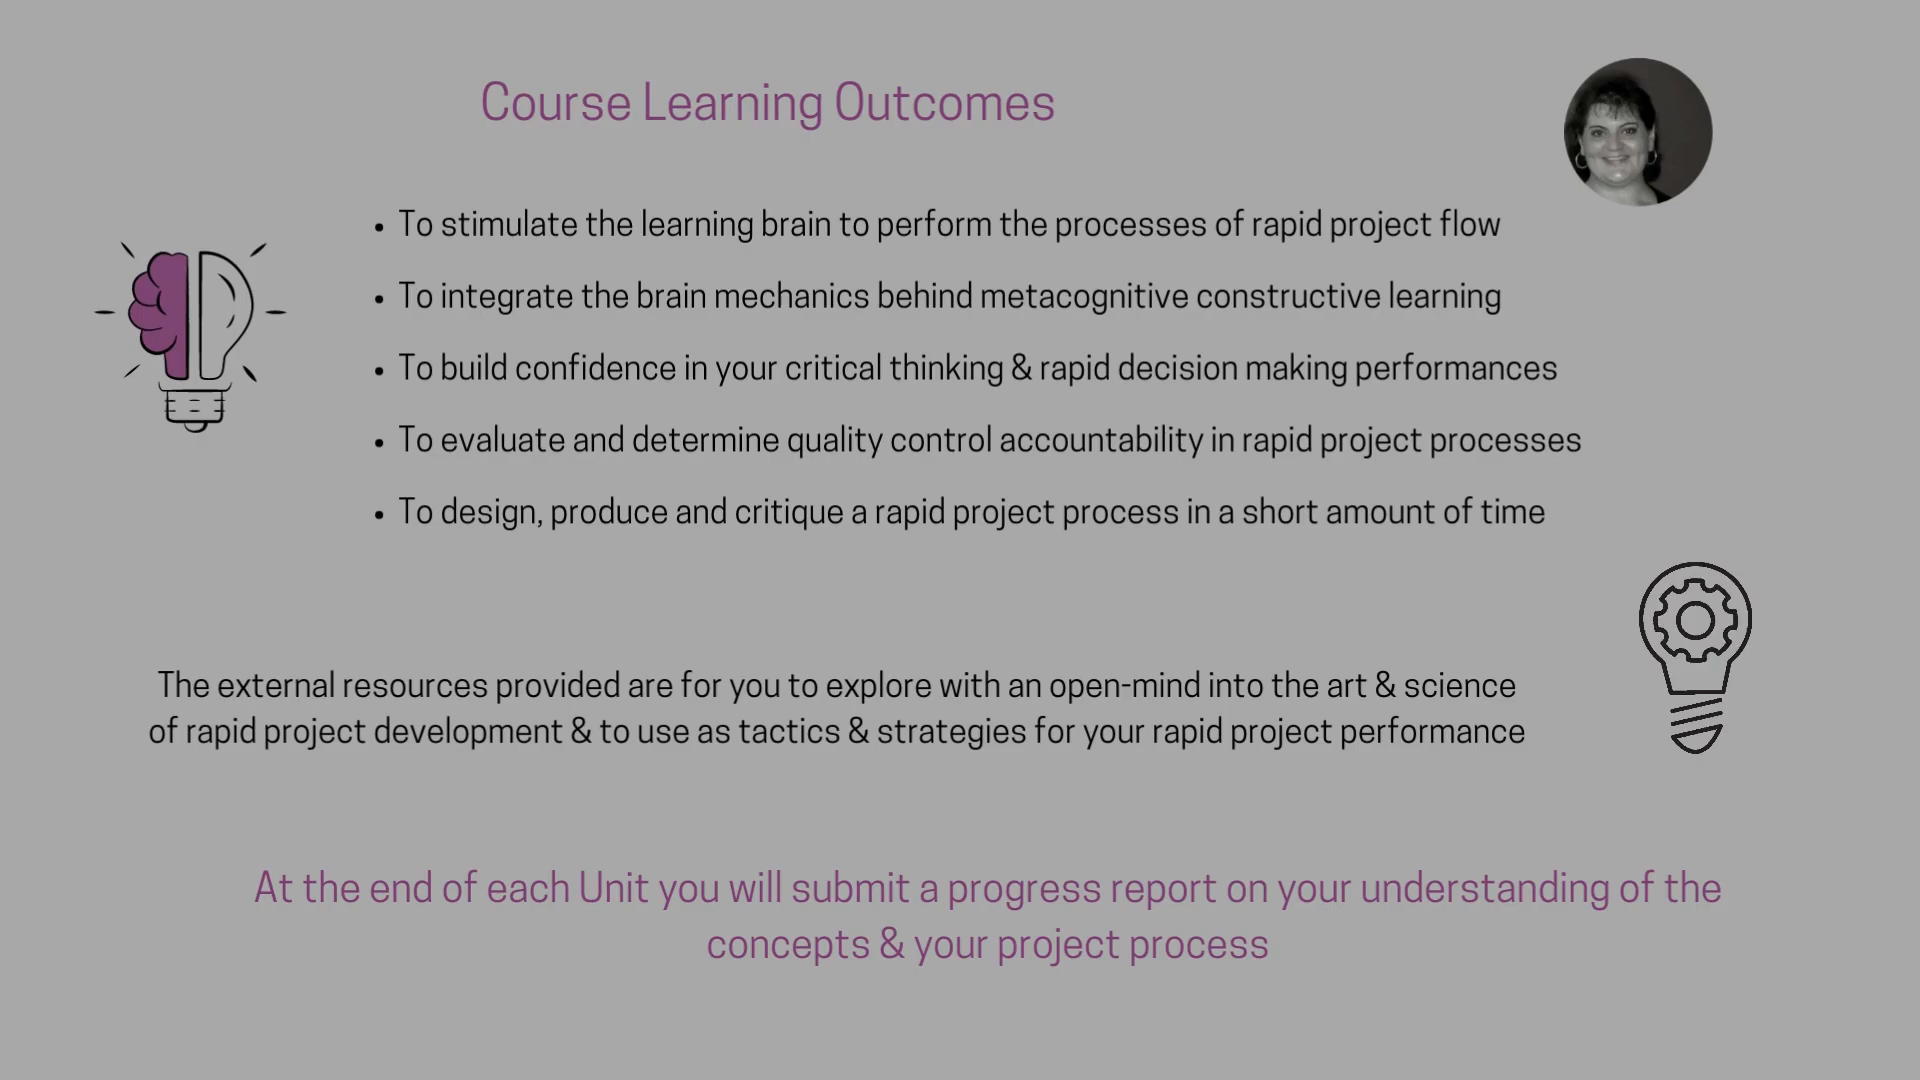 Course Learning Outcomes
• To stimulate the learning brain to perform the processes of rapid project flow
• To integrate the brain mechanics behind metacognitive constructive learning
• To build confidence in your critical thinking & rapid decision making performances
• To evaluate and determine quality control accountability in rapid project processes
• To design, produce and critique a rapid project process in a short amount of time
The external resources provided are for you to explore with an open-mind into the art & science
of rapid project development & to use as tactics & strategies for your rapid project performance
At the end of each Unit you will submit a progress report on your understanding of the
concepts & your project process